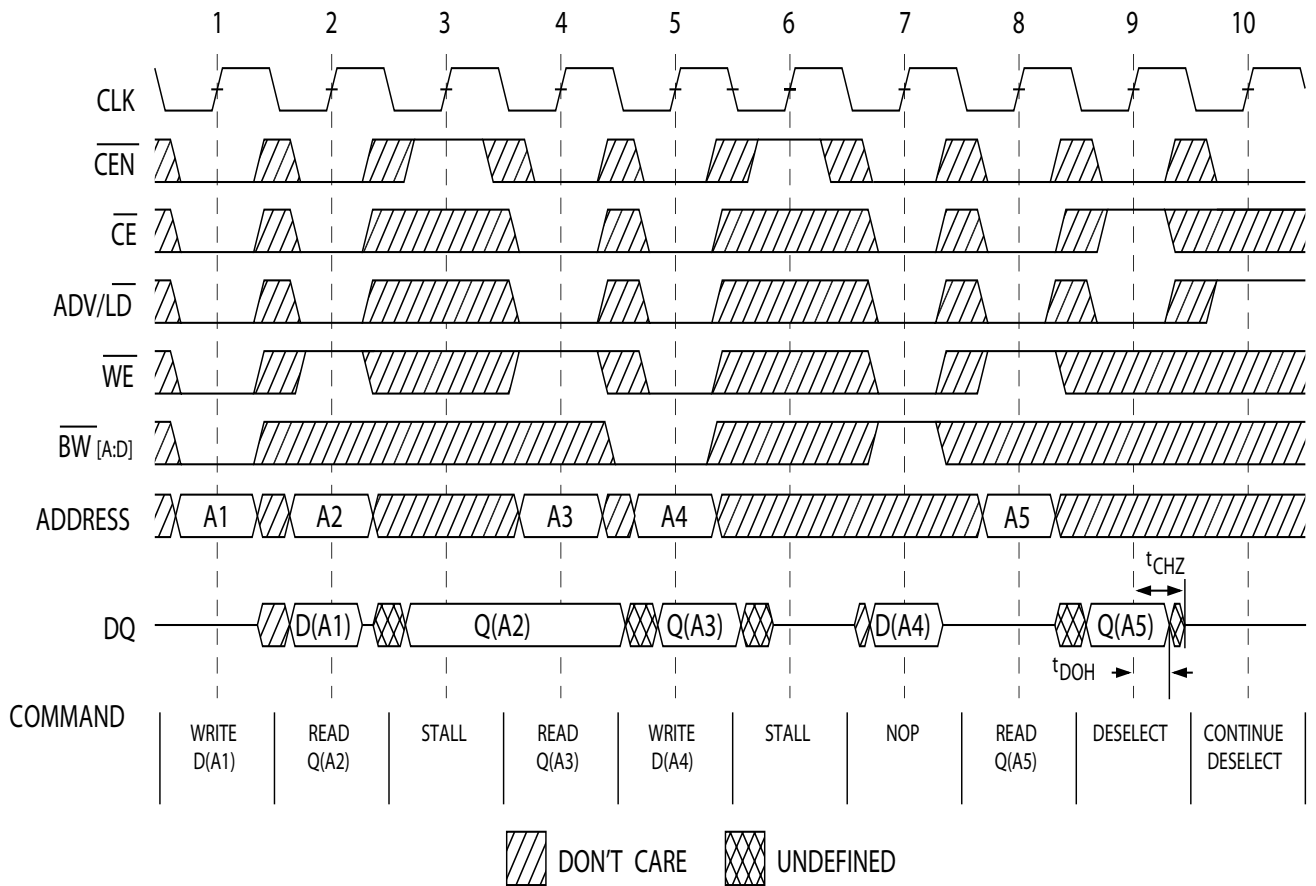 1 2 3 4 5 6 7 8 9 10
CLK
CEN
CE
ADV/LD
WE
BW [A:D]
ADDRESS A1 A2 A3 A4 A5
tCHZ
DQ D(A1) Q(A2) Q(A3) D(A4) Q(A5)
tDOH
COMMAND
WRITE READ STALL READ WRITE STALL NOP READ DESELECT CONTINUE
D(A1) Q(A2) Q(A3) D(A4) Q(A5) DESELECT
DON'T CARE UNDEFINED